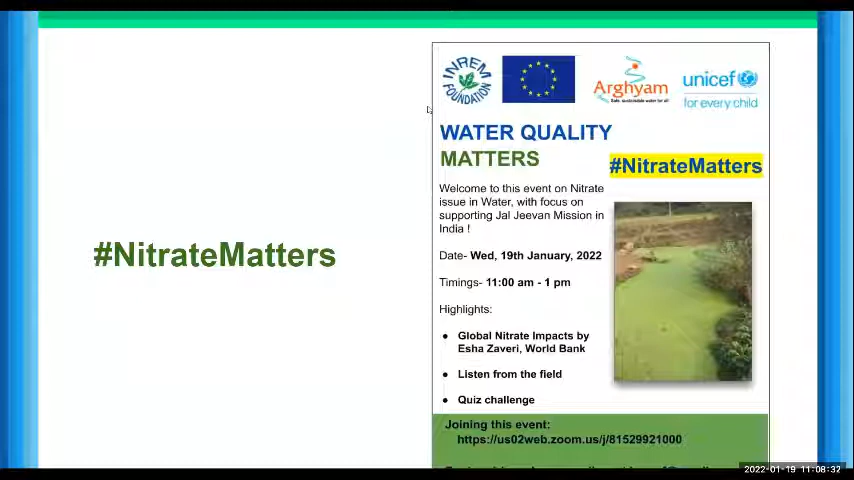 #NitrateMatters
INREM
FOUNDATION
Arghyam
Safe, sustainable water for all
unicef
for every child
WATER QUALITY
MATTERS
#NitrateMatters
Welcome to this event on Nitrate
issue in Water, with focus on
supporting Jal Jeevan Mission in
India !
Date- Wed, 19th January, 2022
Timings- 11:00 am - 1 pm
Highlights:
● Global Nitrate Impacts by
Esha Zaveri, World Bank
● Listen from the field
● Quiz challenge
Joining this event:
https://us02web.zoom.us/j/81529921000
2022-01-19 11:08:32